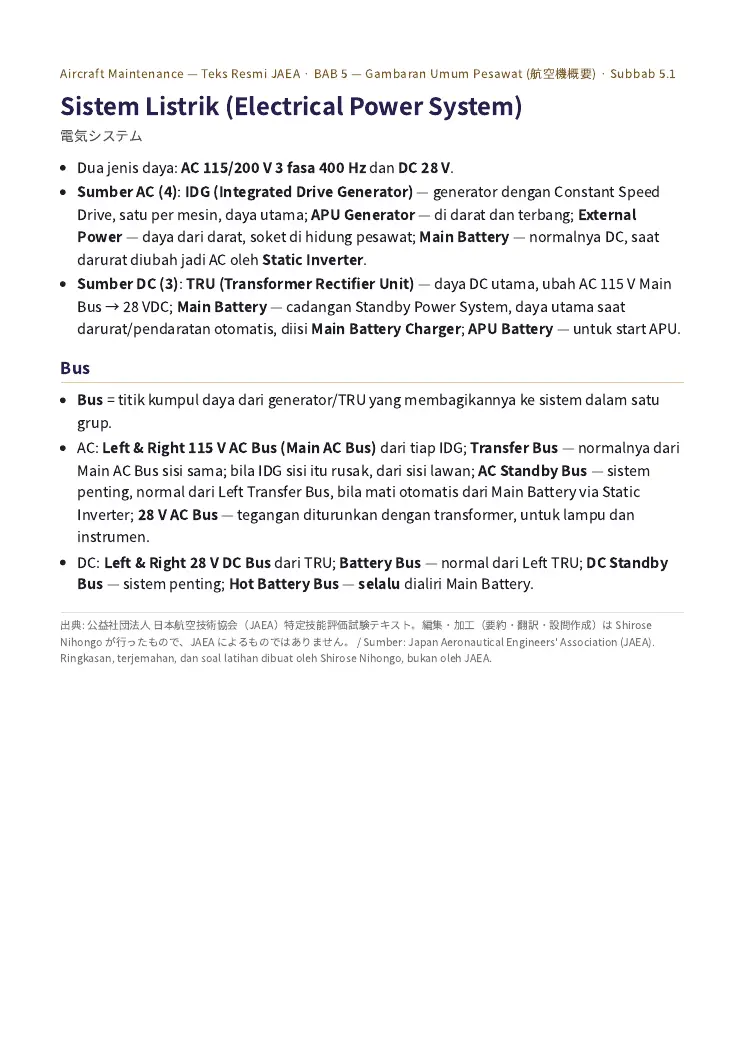 Aircraft Maintenance — Teks Resmi JAEA · BAB 5 — Gambaran Umum Pesawat (航空機概要) · Subbab 5.1
Sistem Listrik (Electrical Power System)
電気システム
• Dua jenis daya: AC 115/200 V 3 fasa 400 Hz dan DC 28 V.
• Sumber AC (4): IDG (Integrated Drive Generator) — generator dengan Constant Speed
Drive, satu per mesin, daya utama; APU Generator — di darat dan terbang; External
Power — daya dari darat, soket di hidung pesawat; Main Battery — normalnya DC, saat
darurat diubah jadi AC oleh Static Inverter.
• Sumber DC (3): TRU (Transformer Rectifier Unit) — daya DC utama, ubah AC 115 V Main
Bus → 28 VDC; Main Battery — cadangan Standby Power System, daya utama saat
darurat/pendaratan otomatis, diisi Main Battery Charger; APU Battery — untuk start APU.
Bus
• Bus = titik kumpul daya dari generator/TRU yang membagikannya ke sistem dalam satu
grup.
• AC: Left & Right 115 V AC Bus (Main AC Bus) dari tiap IDG; Transfer Bus — normalnya dari
Main AC Bus sisi sama; bila IDG sisi itu rusak, dari sisi lawan; AC Standby Bus — sistem
penting, normal dari Left Transfer Bus, bila mati otomatis dari Main Battery via Static
Inverter; 28 V AC Bus — tegangan diturunkan dengan transformer, untuk lampu dan
instrumen.
• DC: Left & Right 28 V DC Bus dari TRU; Battery Bus — normal dari Left TRU; DC Standby
Bus — sistem penting; Hot Battery Bus — selalu dialiri Main Battery.
出典: 公益社団法人 日本航空技術協会（JAEA）特定技能評価試験テキスト。編集・加工（要約・翻訳・設問作成）は Shirose
Nihongo が行ったもので、JAEA によるものではありません。 / Sumber: Japan Aeronautical Engineers' Association (JAEA).
Ringkasan, terjemahan, dan soal latihan dibuat oleh Shirose Nihongo, bukan oleh JAEA.